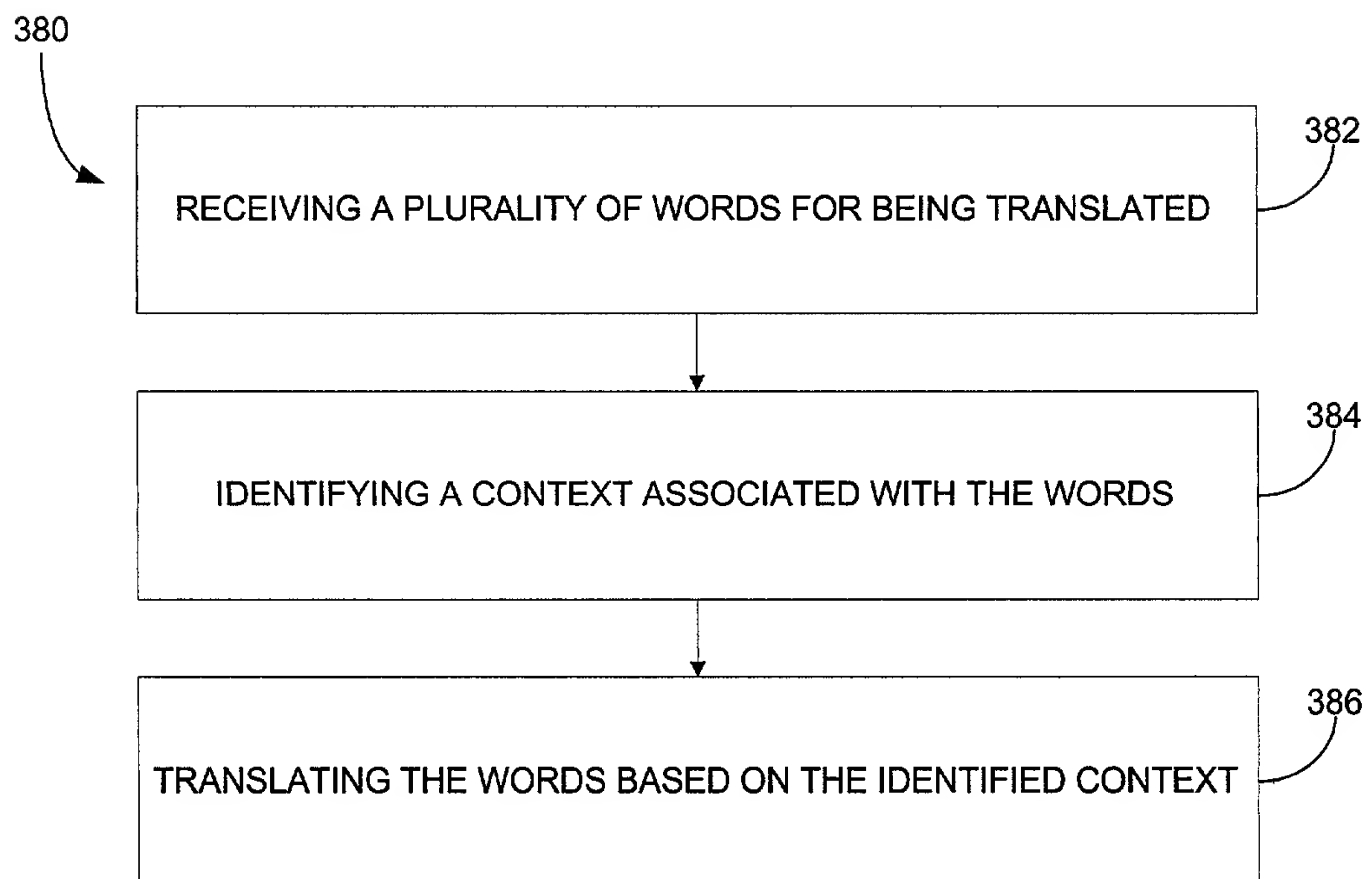 380
382
RECEIVING A PLURALITY OF WORDS FOR BEING TRANSLATED
384
IDENTIFYING A CONTEXT ASSOCIATED WITH THE WORDS
386
TRANSLATING THE WORDS BASED ON THE IDENTIFIED CONTEXT